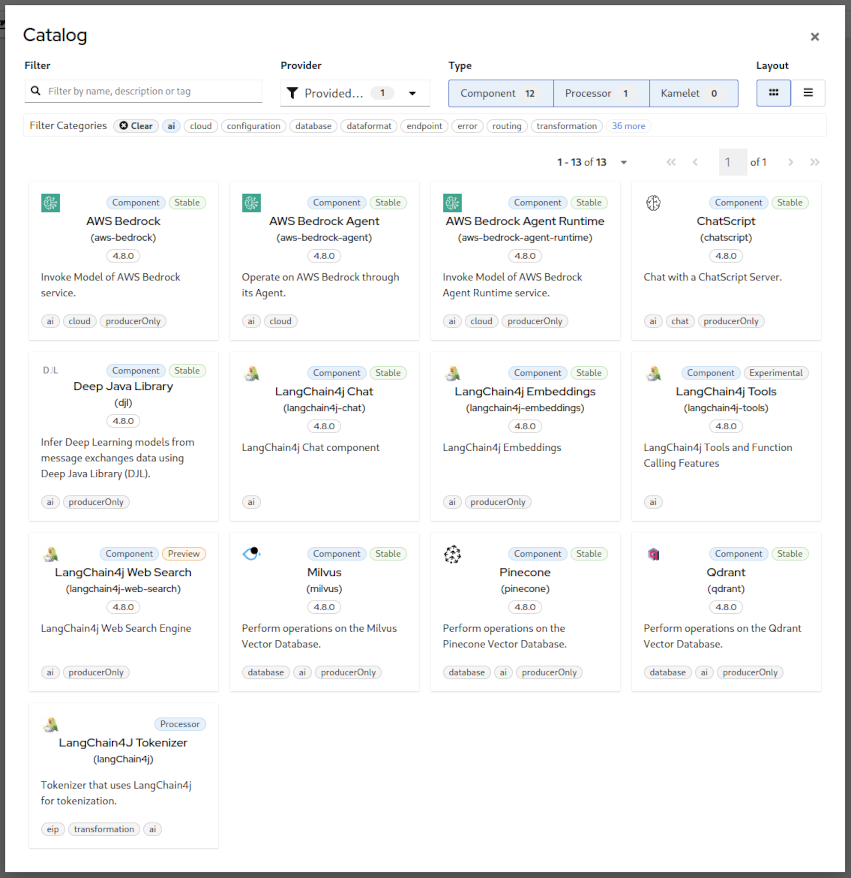 Catalog
Filter
Provider
Type
Layout
Filter by name, description or tag
Provided... 1
Component 12
Processor 1
Kamelet 0
Filter Categories Clear ai cloud configuration database dataformat endpoint error routing transformation 36 more
1 - 13 of 13
1 of 1
Component Stable
AWS Bedrock
(aws-bedrock)
4.8.0
Invoke Model of AWS Bedrock
service.
ai cloud producerOnly
Component Stable
AWS Bedrock Agent
(aws-bedrock-agent)
4.8.0
Operate on AWS Bedrock through
its Agent.
ai cloud
Component Stable
AWS Bedrock Agent Runtime
(aws-bedrock-agent-runtime)
4.8.0
Invoke Model of AWS Bedrock
Agent Runtime service.
ai cloud producerOnly
Component Stable
ChatScript
(chatscript)
4.8.0
Chat with a ChatScript Server.
ai chat producerOnly
DJL
Component Stable
Deep Java Library
(djl)
4.8.0
Infer Deep Learning models from
message exchanges data using
Deep Java Library (DJL).
ai producerOnly
Component Stable
LangChain4j Chat
(langchain4j-chat)
4.8.0
LangChain4j Chat component
ai
Component Stable
LangChain4j Embeddings
(langchain4j-embeddings)
4.8.0
LangChain4j Embeddings
ai producerOnly
Component Experimental
LangChain4j Tools
(langchain4j-tools)
4.8.0
LangChain4j Tools and Function
Calling Features
ai
Component Preview
LangChain4j Web Search
(langchain4j-web-search)
4.8.0
LangChain4j Web Search Engine
ai producerOnly
Component Stable
Milvus
(milvus)
4.8.0
Perform operations on the Milvus
Vector Database.
database ai producerOnly
Component Stable
Pinecone
(pinecone)
4.8.0
Perform operations on the
Pinecone Vector Database.
database ai producerOnly
Component Stable
Qdrant
(qdrant)
4.8.0
Perform operations on the Qdrant
Vector Database.
database ai producerOnly
Processor
LangChain4J Tokenizer
(langChain4j)
Tokenizer that uses LangChain4j
for tokenization.
eip transformation ai